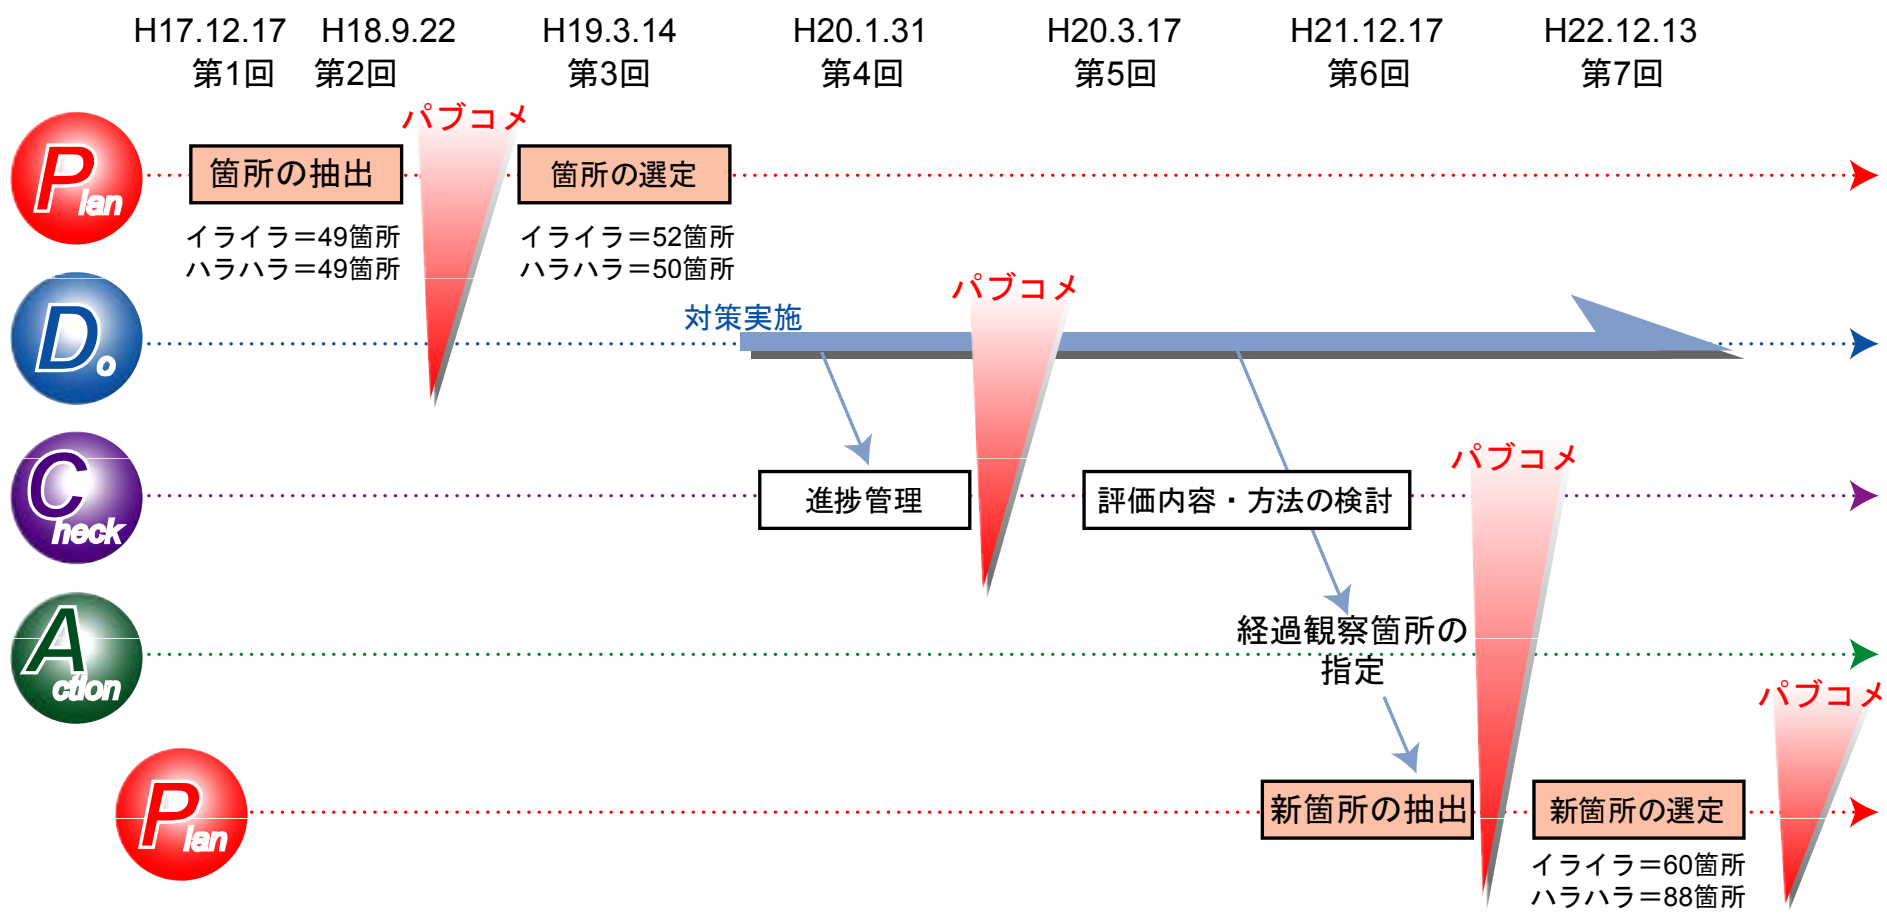 H17.12.17 H18.9.22 H19.3.14 H20.1.31 H20.3.17 H21.12.17 H22.12.13
第1回 第2回 第3回 第4回 第5回 第6回 第7回
パブコメ
Plan
箇所の抽出
箇所の選定
イライラ=49箇所
ハラハラ=49箇所
イライラ=52箇所
ハラハラ=50箇所
パブコメ
Do
対策実施
パブコメ
Check
進捗管理
評価内容・方法の検討
Action
経過観察箇所の
指定
パブコメ
Plan
新箇所の抽出
新箇所の選定
イライラ=60箇所
ハラハラ=88箇所